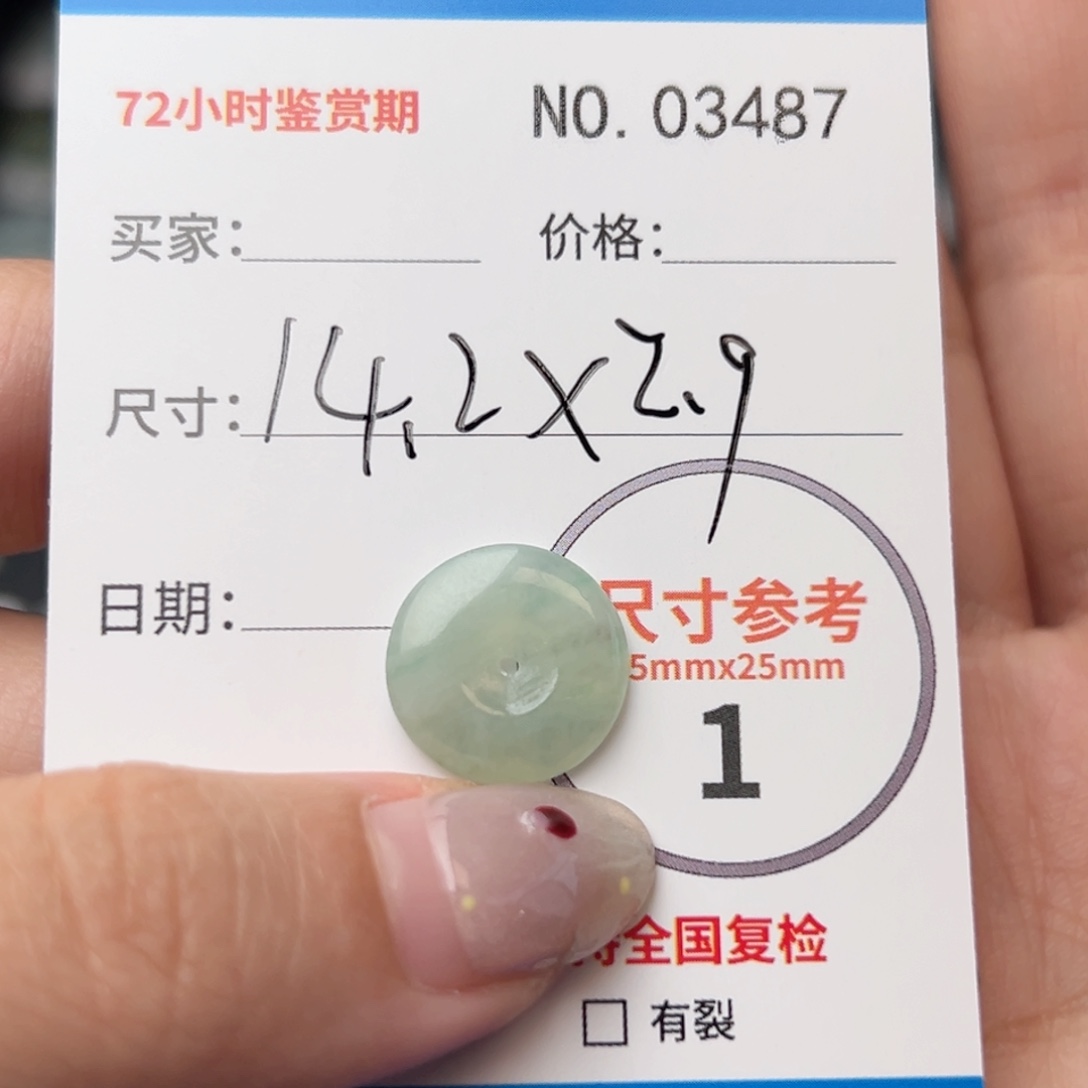 72小时鉴赏期 NO. 03487
买家: 价格:
尺寸: 14.2X2.9
日期:
尺寸参考
5mmx25mm
1
持全国复检
有裂